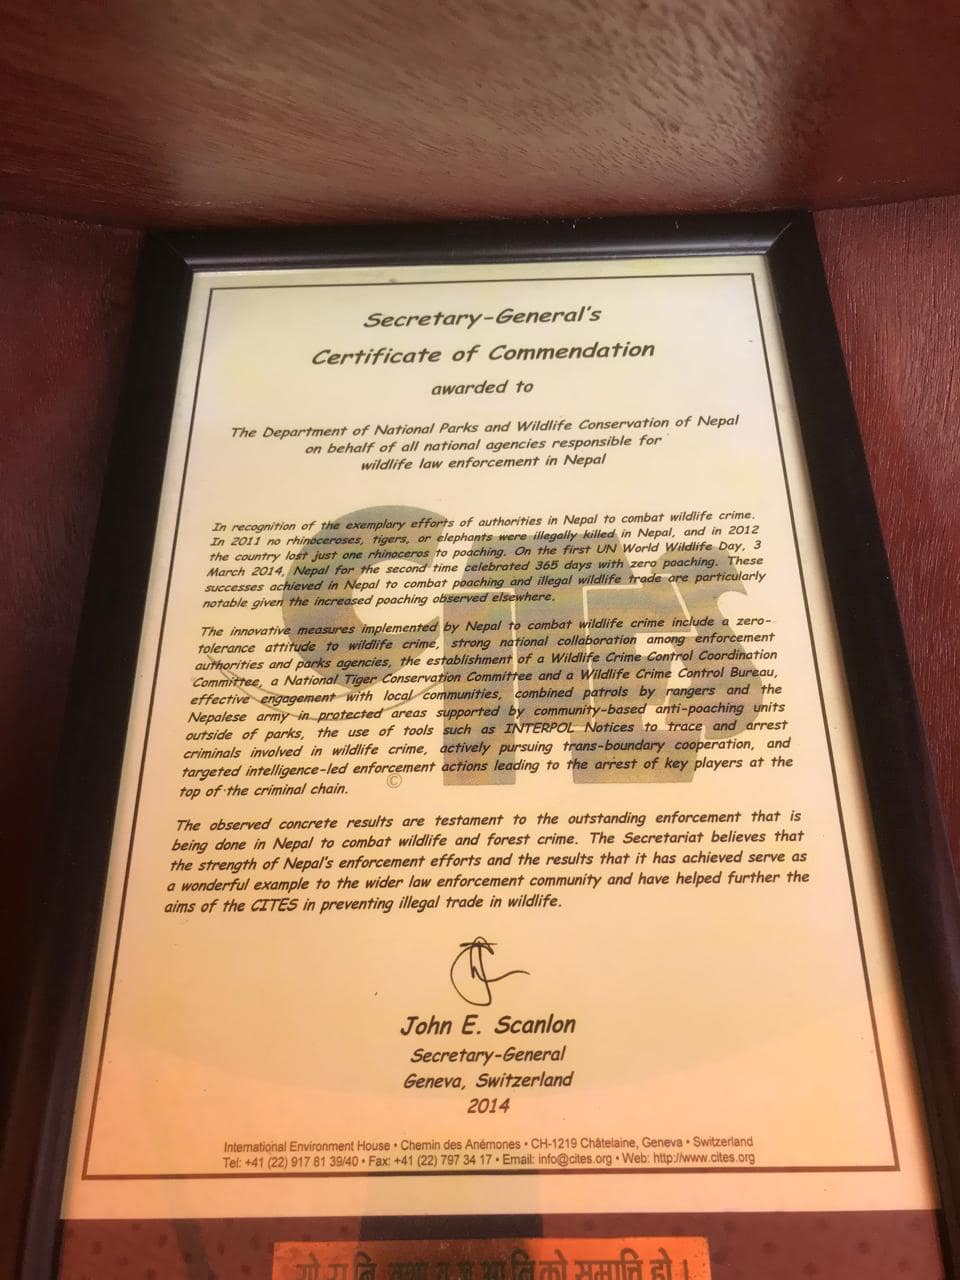 Secretary-General's
Certificate of Commendation
awarded to
The Department of National Parks and Wildlife Conservation of Nepal
on behalf of all national agencies responsible for
wildlife law enforcement in Nepal
In recognition of the exemplary efforts of authorities in Nepal to combat wildlife crime.
In 2011 no rhinoceroses, tigers, or elephants were illegally killed in Nepal, and in 2012
the country lost just one rhinoceros to poaching. On the first UN World Wildlife Day, 3
March 2014, Nepal for the second time celebrated 365 days with zero poaching. These
successes achieved in Nepal to combat poaching and illegal wildlife trade are particularly
notable given the increased poaching observed elsewhere.
The innovative measures implemented by Nepal to combat wildlife crime include a zero-
tolerance attitude to wildlife crime, strong national collaboration among enforcement
authorities and parks agencies, the establishment of a Wildlife Crime Control Coordination
Committee, a National Tiger Conservation Committee and a Wildlife Crime Control Bureau,
effective engagement with local communities, combined patrols by rangers and the
Nepalese army in protected areas supported by community-based anti-poaching units
outside of parks, the use of tools such as INTERPOL Notices to trace and arrest
criminals involved in wildlife crime, actively pursuing trans-boundary cooperation, and
targeted intelligence-led enforcement actions leading to the arrest of key players at the
top of the criminal chain.
CITES
©
The observed concrete results are testament to the outstanding enforcement that is
being done in Nepal to combat wildlife and forest crime. The Secretariat believes that
the strength of Nepal's enforcement efforts and the results that it has achieved serve as
a wonderful example to the wider law enforcement community and have helped further the
aims of the CITES in preventing illegal trade in wildlife.
John E. Scanlon
Secretary-General
Geneva, Switzerland
2014
International Environment House • Chemin des Anémones • CH-1219 Châtelaine, Geneva • Switzerland
Tel: +41 (22) 917 81 39/40 • Fax: +41 (22) 797 34 17 • Email: info@cites.org • Web: http://www.cites.org
को समाप्ति हो।